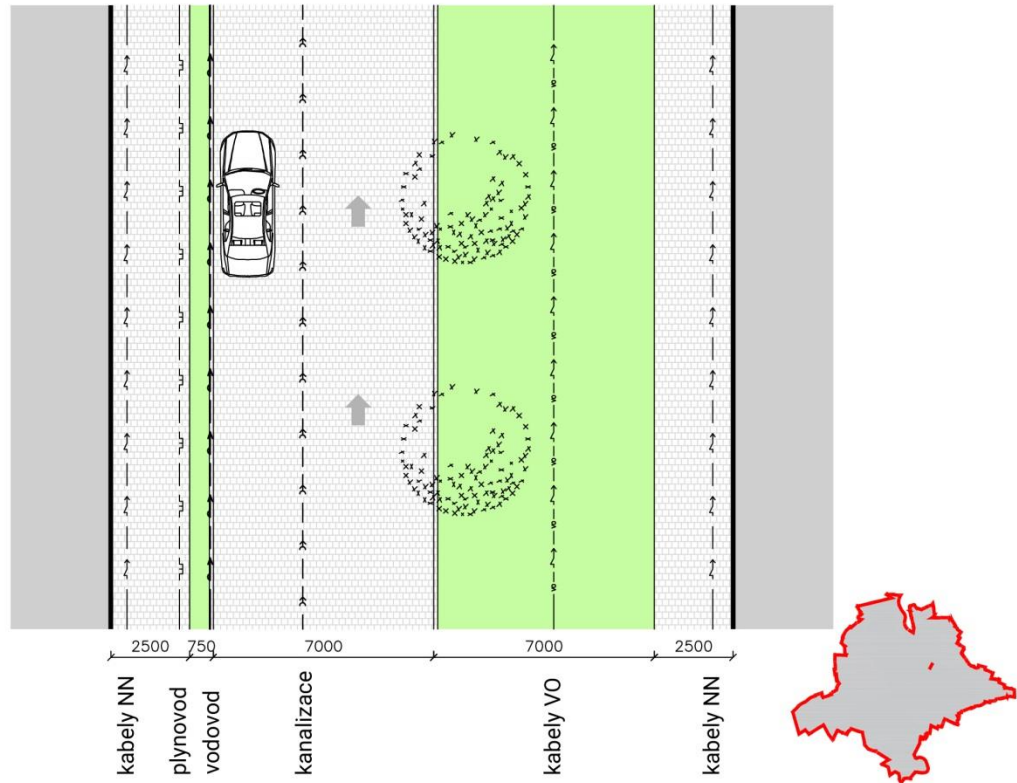 2500 750 7000 7000 2500
kabely NN
plynovod
vodovod
kanalizace
kabely VO
kabely NN